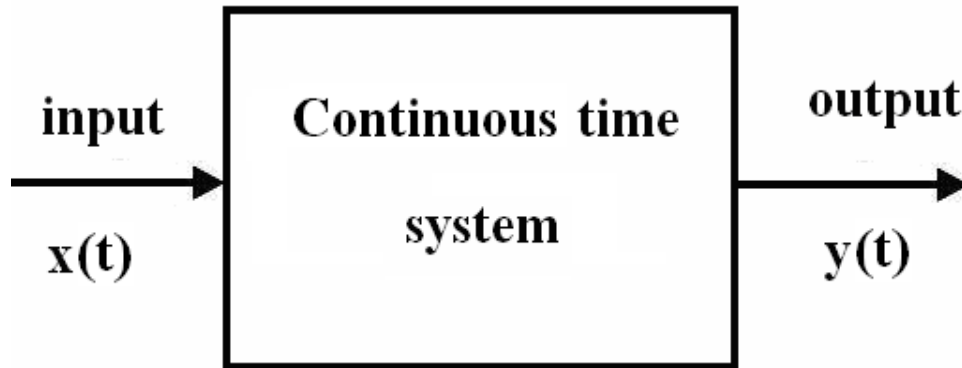 input
x(t)
Continuous time
system
output
y(t)